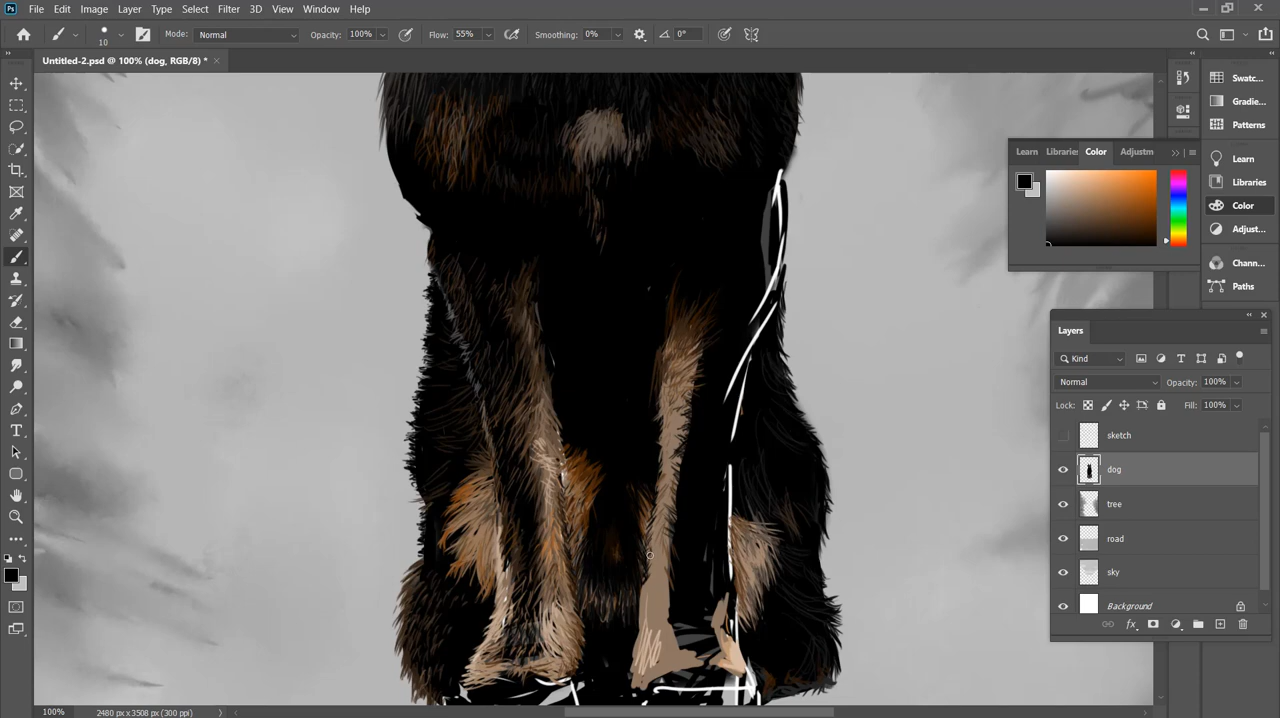 Ps File Edit Image Layer Type Select Filter 3D View Window Help
10 Mode: Normal Opacity: 100% Flow: 55% Smoothing: 0% 0°
Untitled-2.psd @ 100% (dog, RGB/8) *
Swatc...
Gradie...
Patterns
Learn
Libraries
Color
Adjust...
Chann...
Paths
Learn Libraries Color Adjustm
Layers
Kind
Normal Opacity: 100%
Lock: Fill: 100%
sketch
dog
tree
road
sky
Background
100% 2480 px x 3508 px (300 ppi)